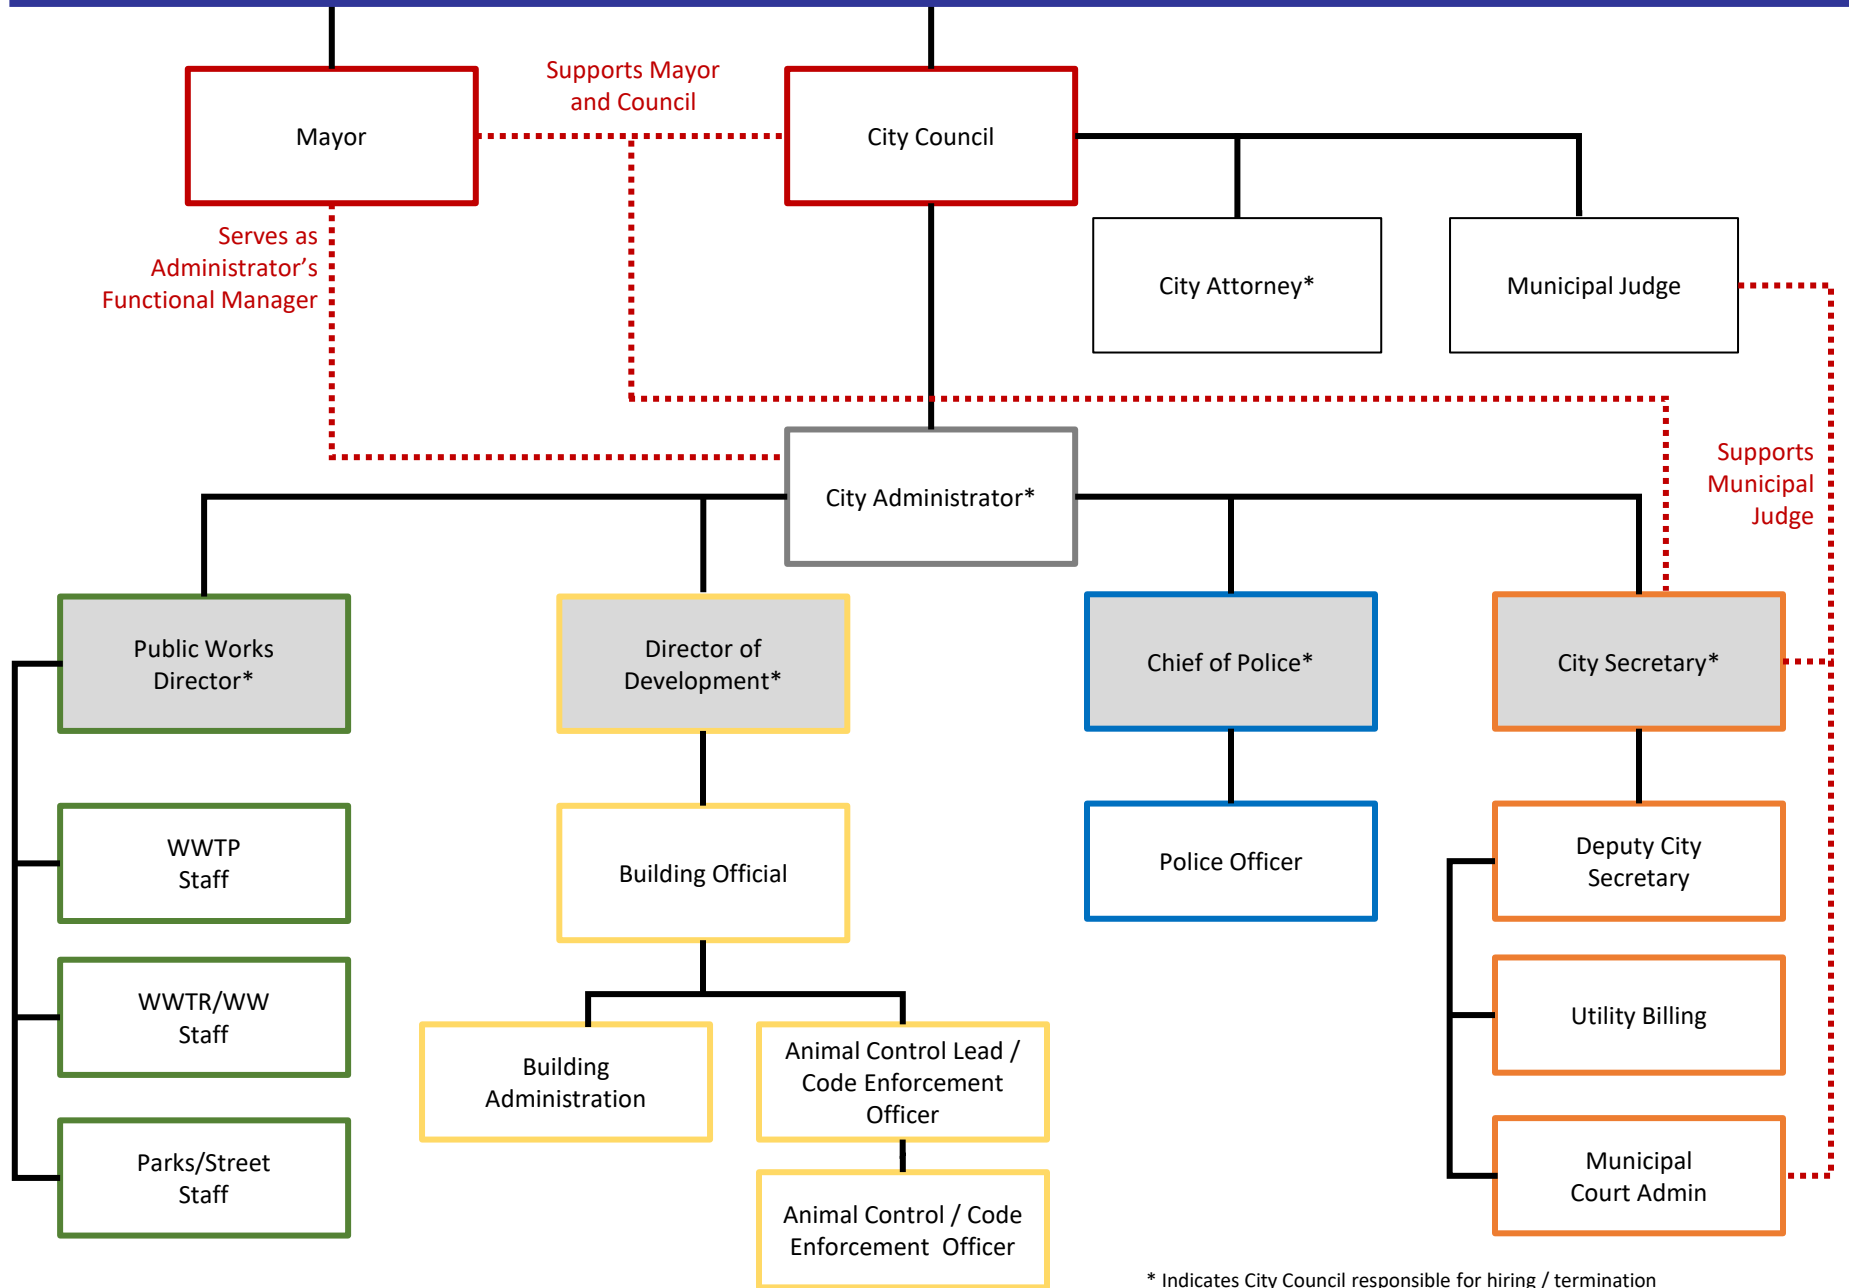 Supports Mayor
and Council
Mayor
City Council
Serves as
Administrator’s
Functional Manager
City Attorney*
Municipal Judge
Supports
Municipal
Judge
City Administrator*
Public Works
Director*
Director of
Development*
Chief of Police*
City Secretary*
WWTP
Staff
Building Official
Police Officer
Deputy City
Secretary
WWTR/WW
Staff
Utility Billing
Building
Administration
Animal Control Lead /
Code Enforcement
Officer
Parks/Street
Staff
Municipal
Court Admin
Animal Control / Code
Enforcement Officer
* Indicates City Council responsible for hiring / termination